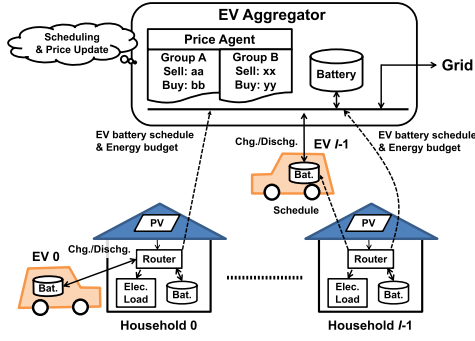 EV Aggregator
Scheduling
& Price Update
Price Agent
Group A
Sell: aa
Buy: bb
Group B
Sell: xx
Buy: yy
Battery
Grid
EV battery schedule
& Energy budget
Chg./Dischg.
EV I-1
EV battery schedule
& Energy budget
Bat.
Schedule
PV
PV
EV 0
Chg./Dischg.
Router
Router
Bat.
Elec.
Load
Bat.
Elec.
Load
Bat.
Household 0
Household I-1